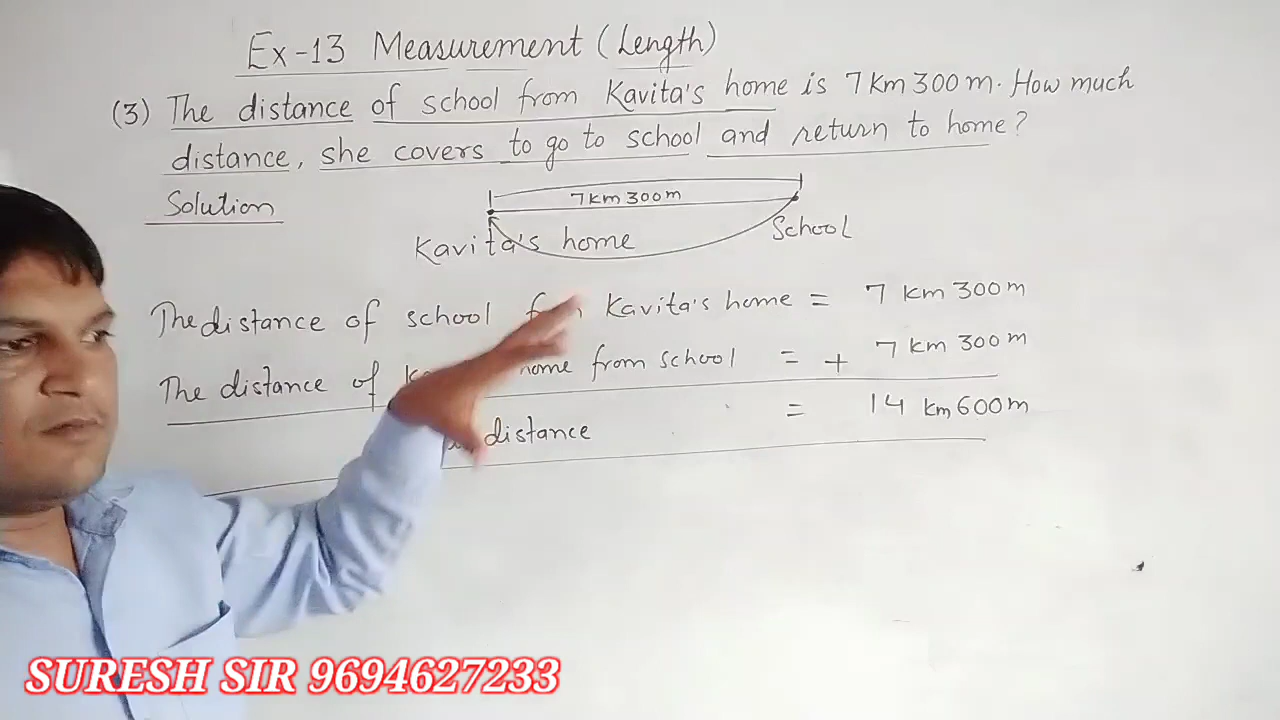 Ex-13 Measurement (Length)
(3) The distance of school from Kavita's home is 7 Km 300 m. How much
distance, she covers to go to school and return to home?
Solution
7 Km 300 m
Kavita's home
School
The distance of school Kavita's home = 7 Km 300 m
The distance of home from school = + 7 Km 300 m
distance = 14 Km 600 m
SURESH SIR 9694627233